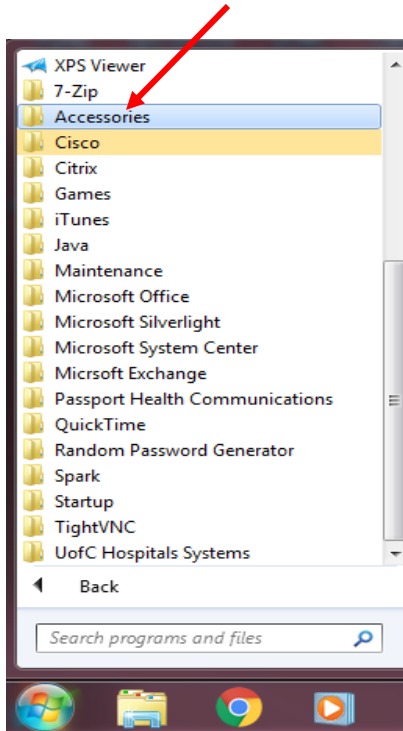 XPS Viewer
7-Zip
Accessories
Cisco
Citrix
Games
iTunes
Java
Maintenance
Microsoft Office
Microsoft Silverlight
Microsoft System Center
Micrsoft Exchange
Passport Health Communications
QuickTime
Random Password Generator
Spark
Startup
TightVNC
UofC Hospitals Systems
Back
Search programs and files